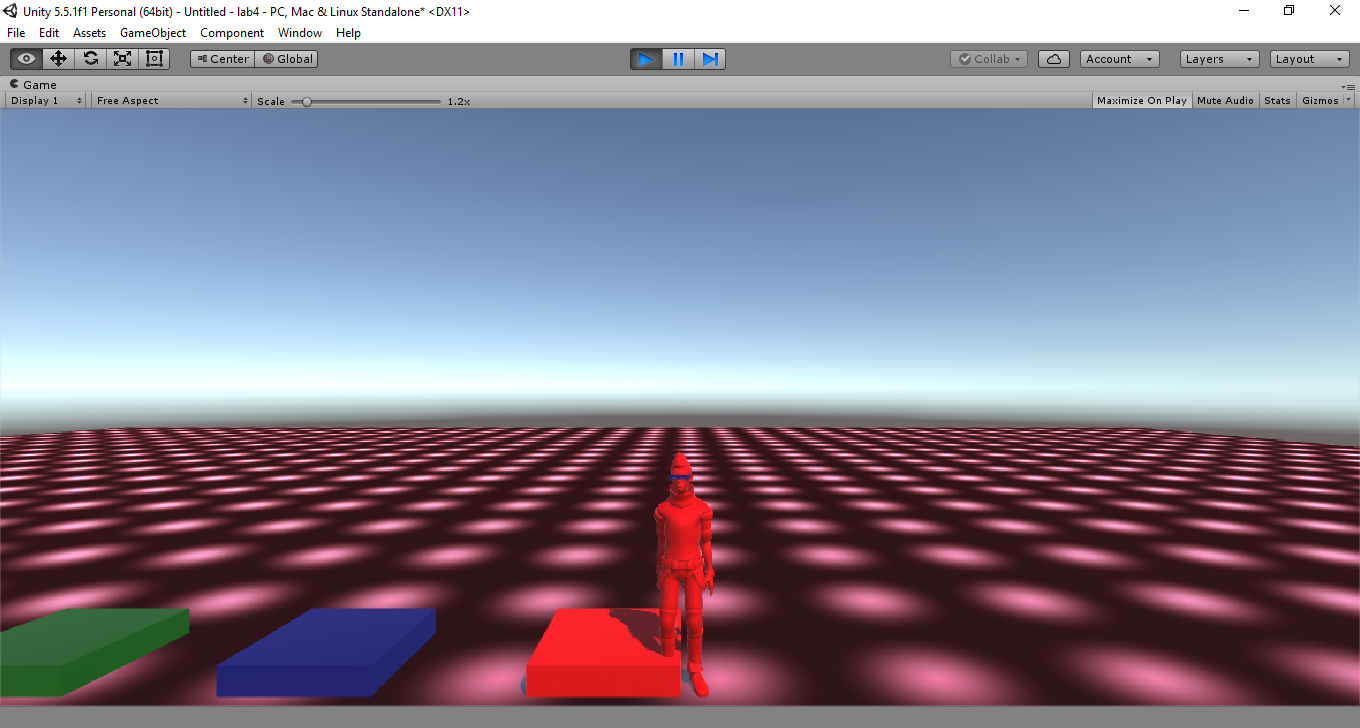 Unity 5.5.1f1 Personal (64bit) - Untitled - lab4 - PC, Mac & Linux Standalone* <DX11>
File Edit Assets GameObject Component Window Help
Center Global Collab Account Layers Layout
Game
Display 1 Free Aspect Scale 1.2x Maximize On Play Mute Audio Stats Gizmos